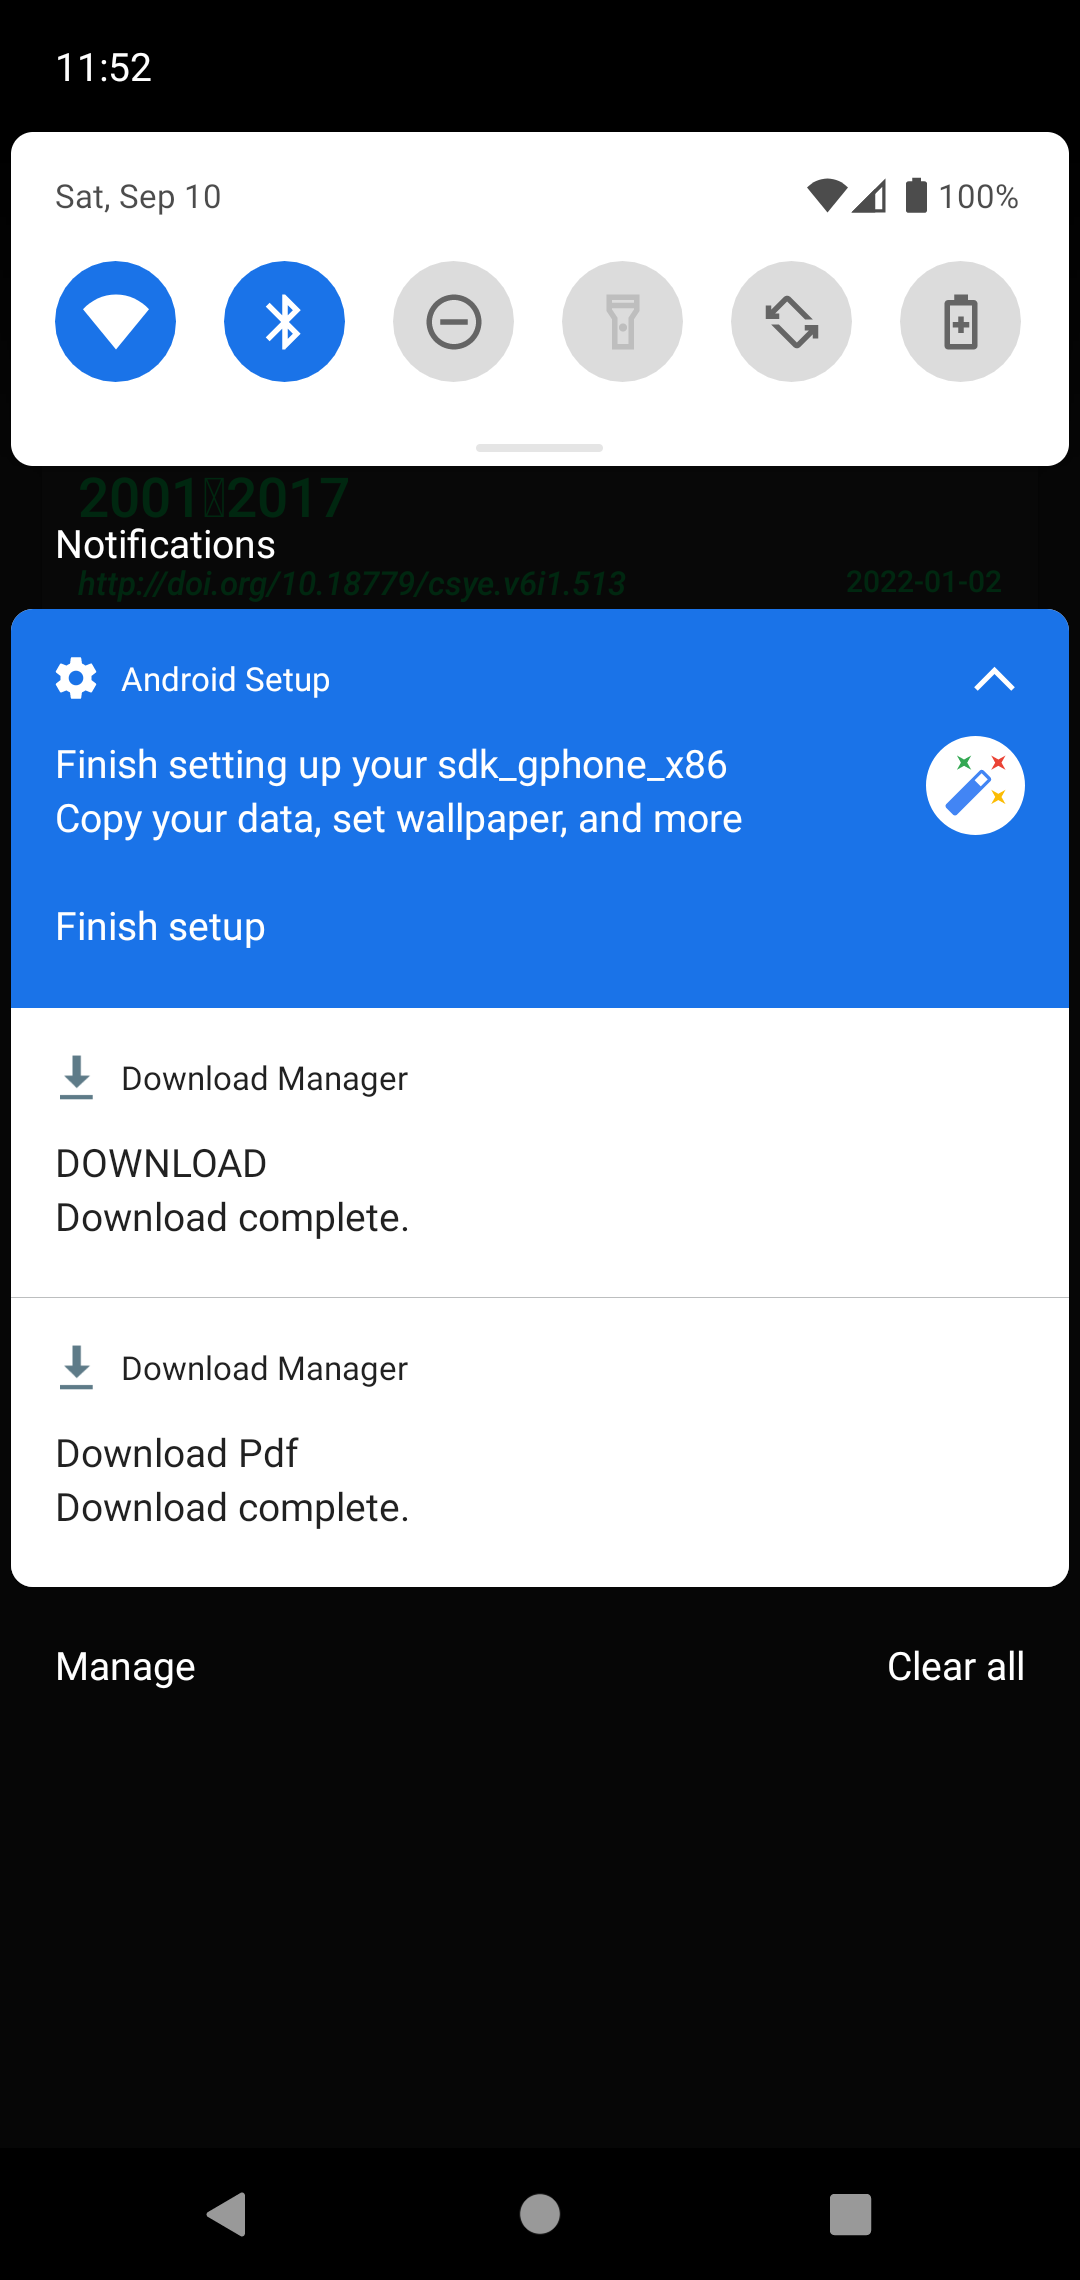 11:52
Sat, Sep 10
100%
2001 2017
Notifications
http://doi.org/10.18779/csye.v6i1.513
2022-01-02
Android Setup
Finish setting up your sdk_gphone_x86
Copy your data, set wallpaper, and more
Finish setup
Download Manager
DOWNLOAD
Download complete.
Download Manager
Download Pdf
Download complete.
Manage
Clear all